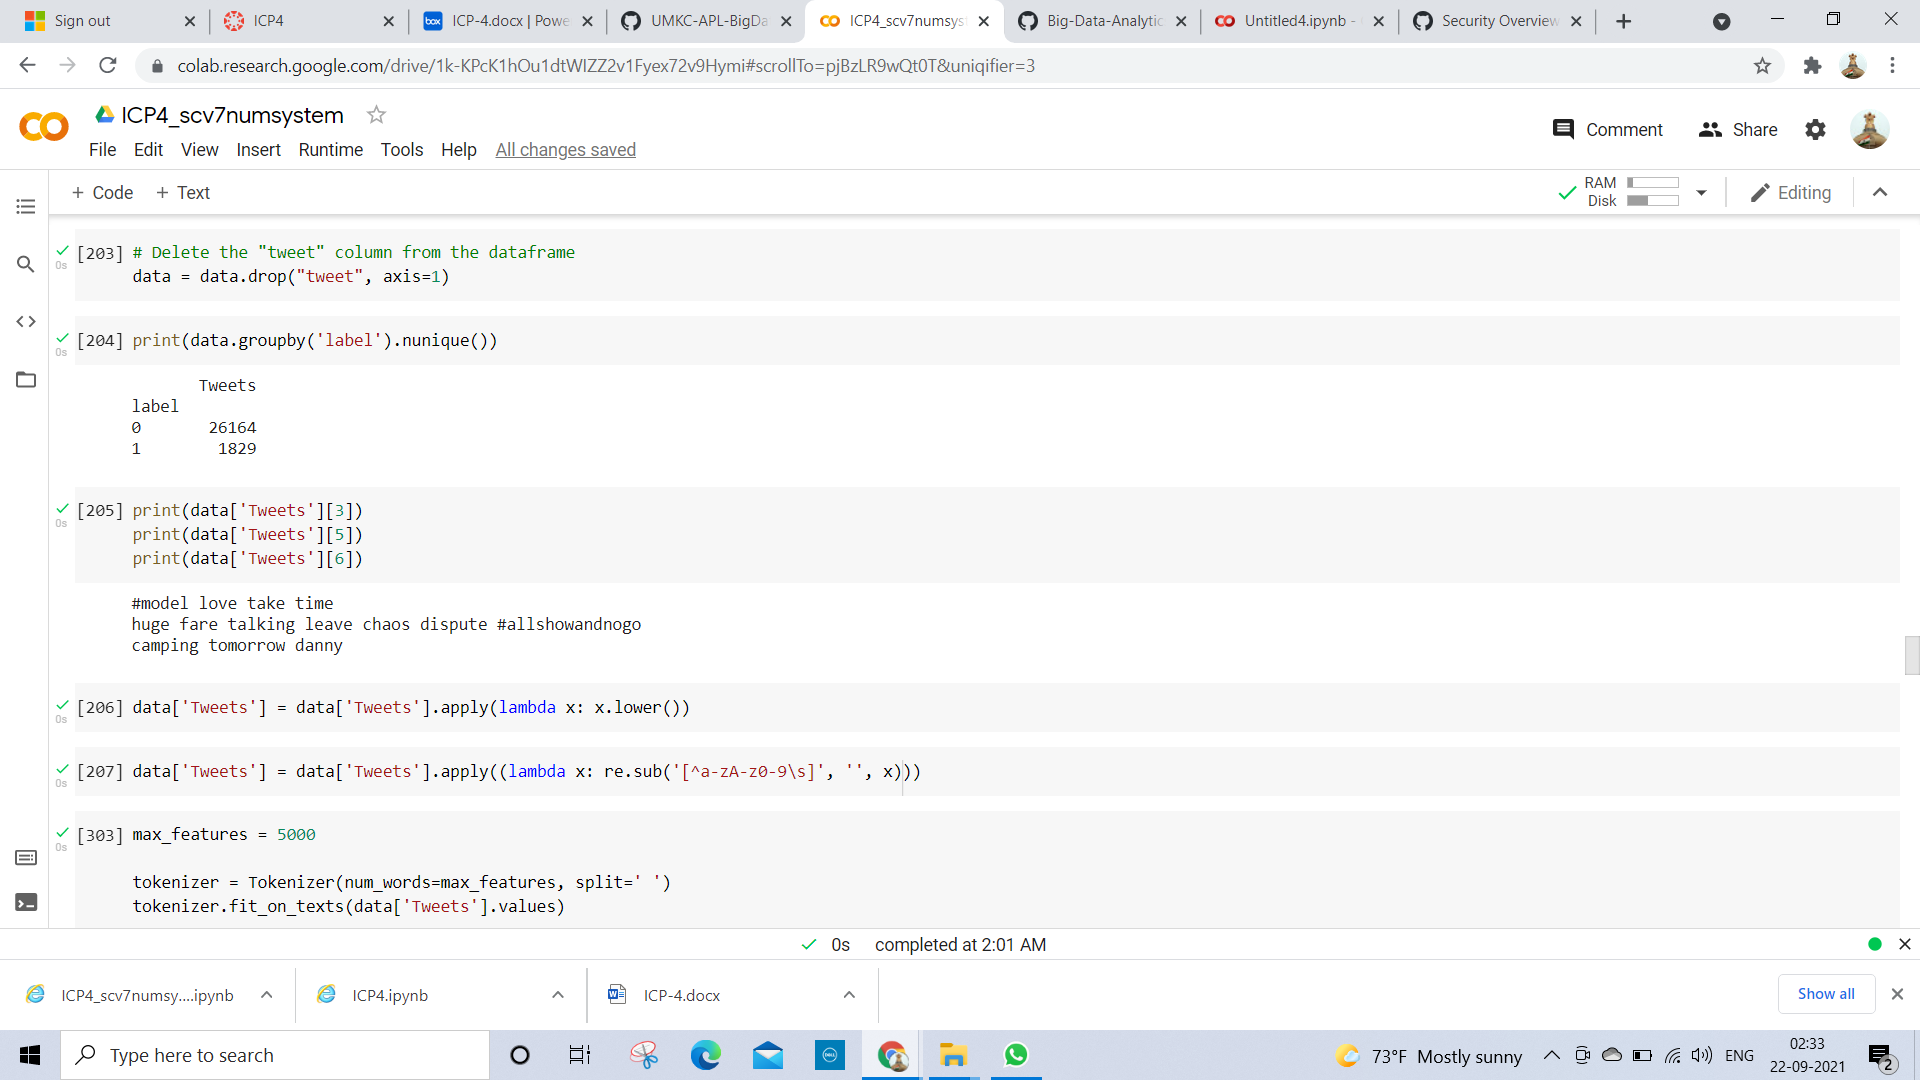 Sign out
ICP4
ICP-4.docx | Powe
UMKC-APL-BigDa
ICP4_scv7numsyst
Big-Data-Analytic
Untitled4.ipynb -
Security Overview
colab.research.google.com/drive/1k-KPcK1hOu1dtWIZZ2v1Fyex72v9Hymi#scrollTo=pjBzLR9wQt0T&uniqifier=3
CO ICP4_scv7numsystem
File Edit View Insert Runtime Tools Help All changes saved
Comment
Share
+ Code + Text
RAM
Disk
Editing
0s [203] # Delete the "tweet" column from the dataframe
data = data.drop("tweet", axis=1)
0s [204] print(data.groupby('label').nunique())
Tweets
label
0 26164
1 1829
0s [205] print(data['Tweets'][3])
print(data['Tweets'][5])
print(data['Tweets'][6])
#model love take time
huge fare talking leave chaos dispute #allshowandnogo
camping tomorrow danny
0s [206] data['Tweets'] = data['Tweets'].apply(lambda x: x.lower())
0s [207] data['Tweets'] = data['Tweets'].apply((lambda x: re.sub('[^a-zA-z0-9\s]', '', x)))
0s [303] max_features = 5000
tokenizer = Tokenizer(num_words=max_features, split=' ')
tokenizer.fit_on_texts(data['Tweets'].values)
0s completed at 2:01 AM
ICP4_scv7numsy....ipynb
ICP4.ipynb
ICP-4.docx
Show all
Type here to search
DELL
73°F Mostly sunny
ENG
02:33
22-09-2021
2